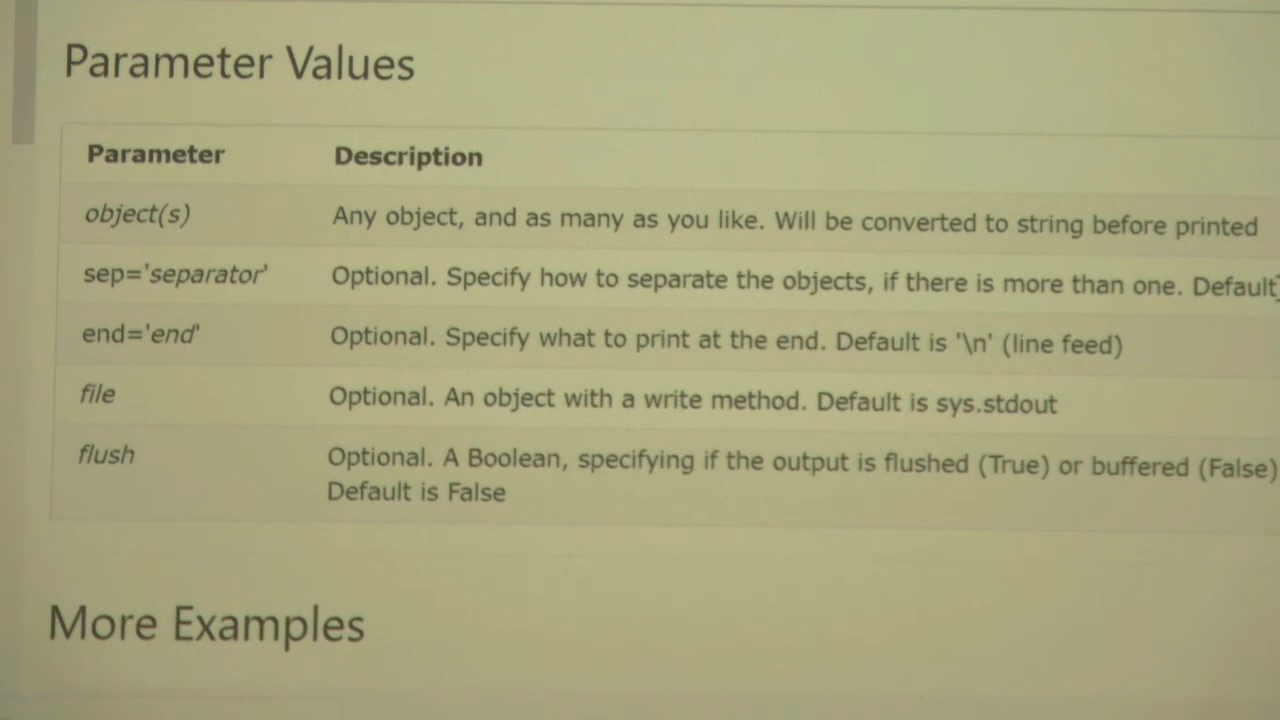 Parameter Values
Parameter Description
object(s) Any object, and as many as you like. Will be converted to string before printed
sep='separator' Optional. Specify how to separate the objects, if there is more than one. Default
end='end' Optional. Specify what to print at the end. Default is '\n' (line feed)
file Optional. An object with a write method. Default is sys.stdout
flush Optional. A Boolean, specifying if the output is flushed (True) or buffered (False)
Default is False
More Examples